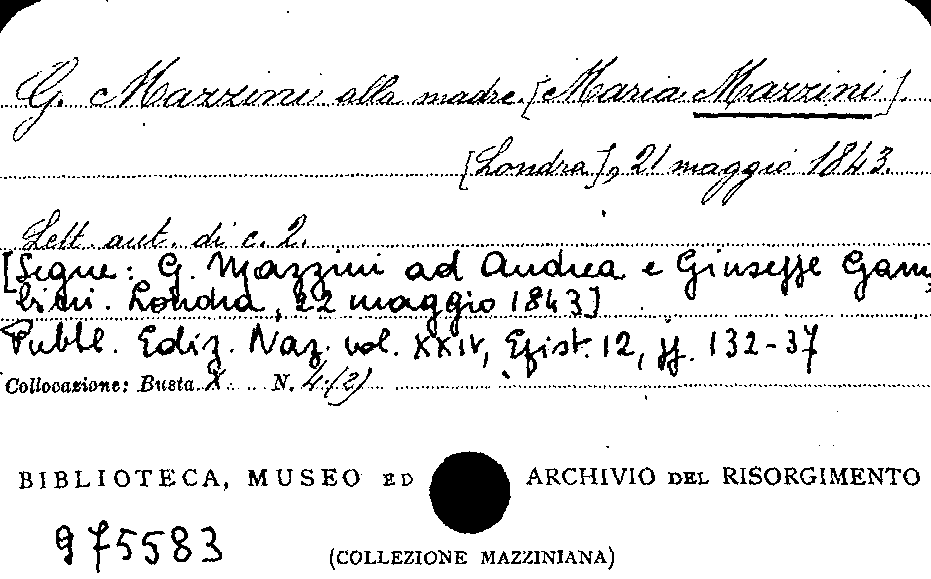 G. Mazzini alla madre [Maria Mazzini].
[Londra], 21 maggio 1843.
Lett. aut. di c. 2.
[Segue: G. Mazzini ad Andrea e Giuseppe Gam,
bini. Londra, 22 maggio 1843]
Pubbl. Ediz. Naz. vol. XXIV, Epist. 12, pp. 132-37
Collocazione: Busta X N. 4 (2)
BIBLIOTECA, MUSEO ED ARCHIVIO DEL RISORGIMENTO
975583
(COLLEZIONE MAZZINIANA)